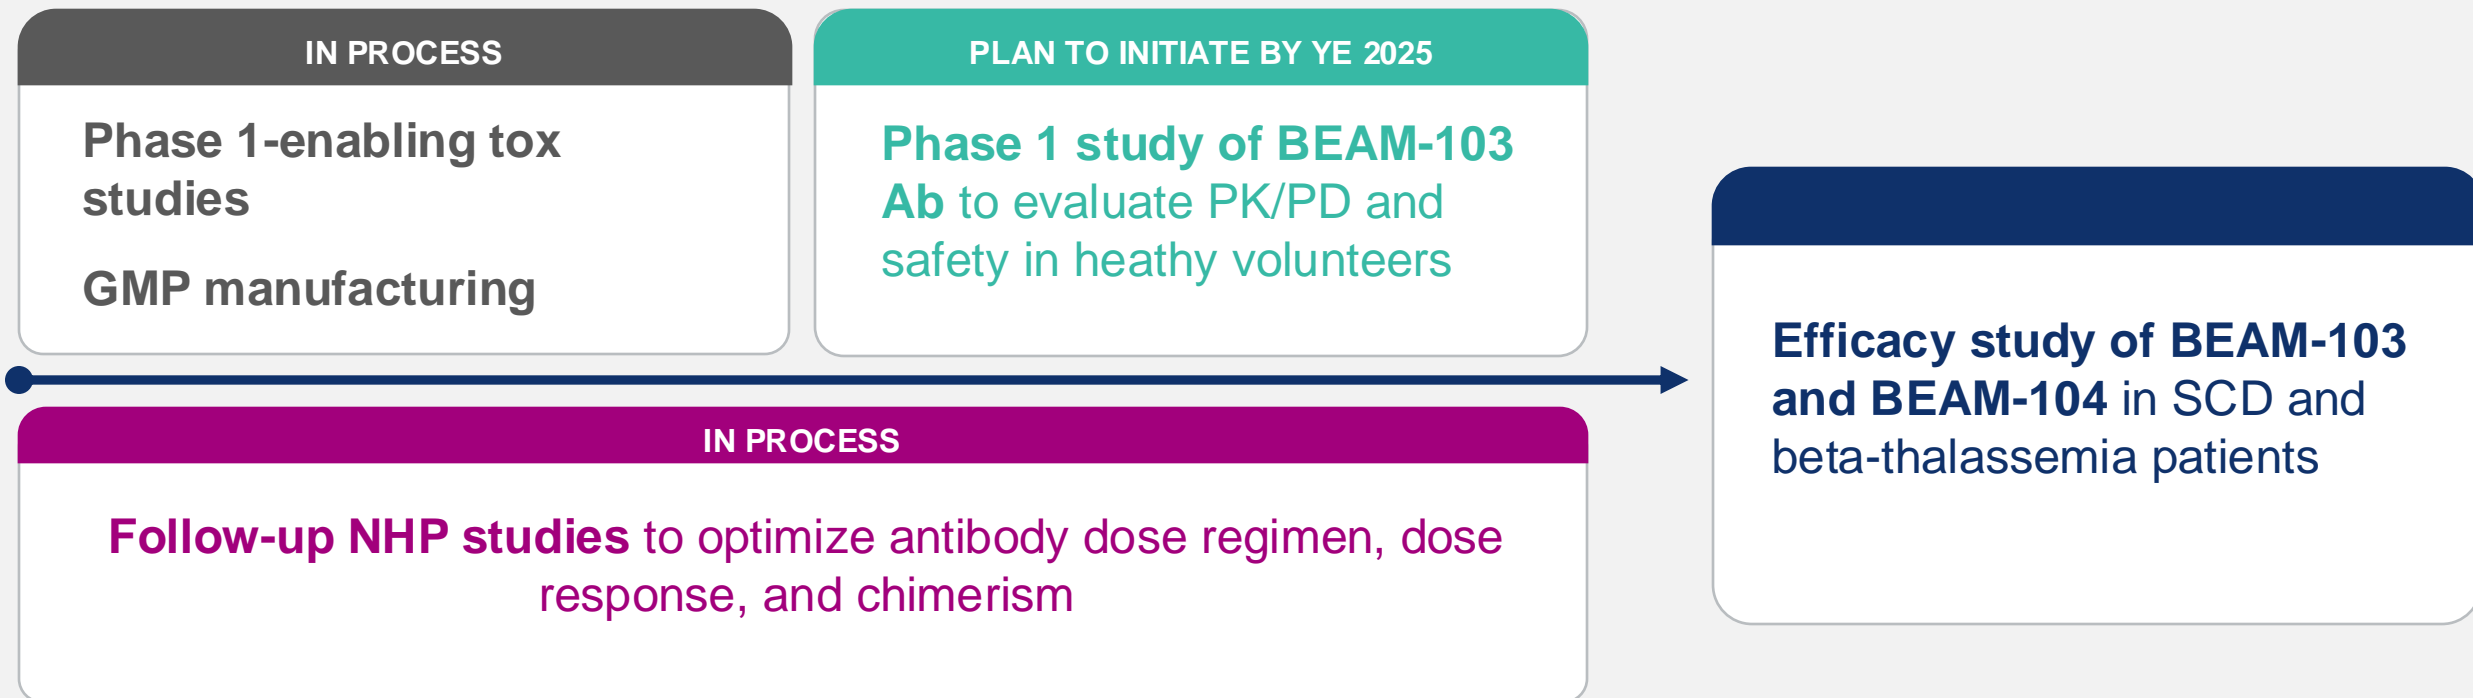 IN PROCESS
Phase 1-enabling tox
studies
GMP manufacturing
PLAN TO INITIATE BY YE 2025
Phase 1 study of BEAM-103
Ab to evaluate PK/PD and
safety in heathy volunteers
IN PROCESS
Follow-up NHP studies to optimize antibody dose regimen, dose
response, and chimerism
Efficacy study of BEAM-103
and BEAM-104 in SCD and
beta-thalassemia patients